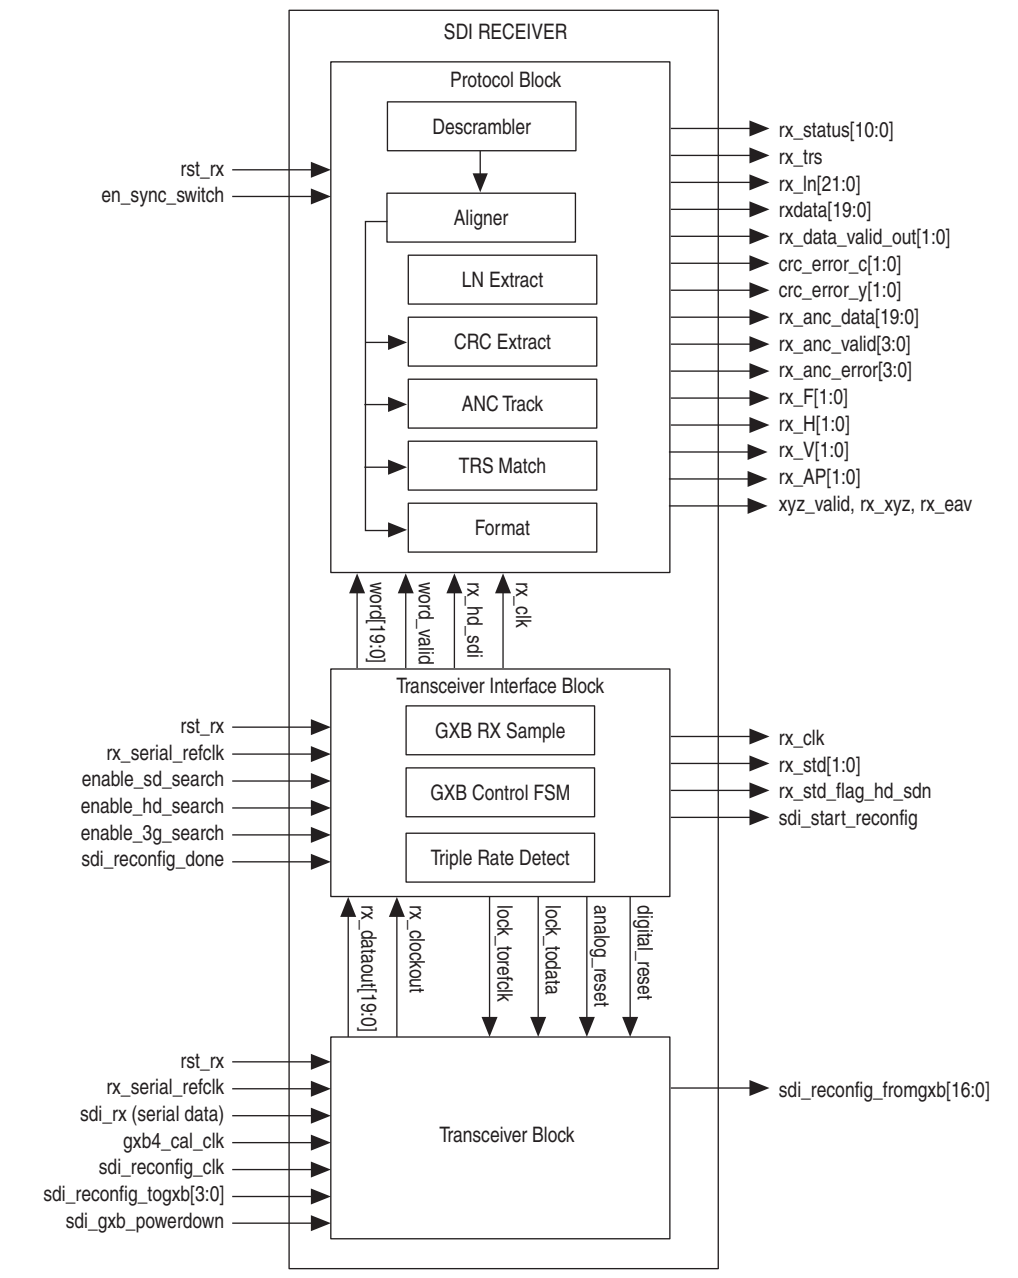 SDI RECEIVER
Protocol Block
Descrambler
Aligner
LN Extract
CRC Extract
ANC Track
TRS Match
Format
rst_rx
en_sync_switch
rx_status[10:0]
rx_trs
rx_ln[21:0]
rxdata[19:0]
rx_data_valid_out[1:0]
crc_error_c[1:0]
crc_error_y[1:0]
rx_anc_data[19:0]
rx_anc_valid[3:0]
rx_anc_error[3:0]
rx_F[1:0]
rx_H[1:0]
rx_V[1:0]
rx_AP[1:0]
xyz_valid, rx_xyz, rx_eav
word[19:0]
word_valid
rx_hd_sdi
rx_clk
Transceiver Interface Block
GXB RX Sample
GXB Control FSM
Triple Rate Detect
rst_rx
rx_serial_refclk
enable_sd_search
enable_hd_search
enable_3g_search
sdi_reconfig_done
rx_clk
rx_std[1:0]
rx_std_flag_hd_sdn
sdi_start_reconfig
rx_dataout[19:0]
rx_clockout
lock_torefclk
lock_todata
analog_reset
digital_reset
rst_rx
rx_serial_refclk
sdi_rx (serial data)
gxb4_cal_clk
sdi_reconfig_clk
sdi_reconfig_togxb[3:0]
sdi_gxb_powerdown
Transceiver Block
sdi_reconfig_fromgxb[16:0]